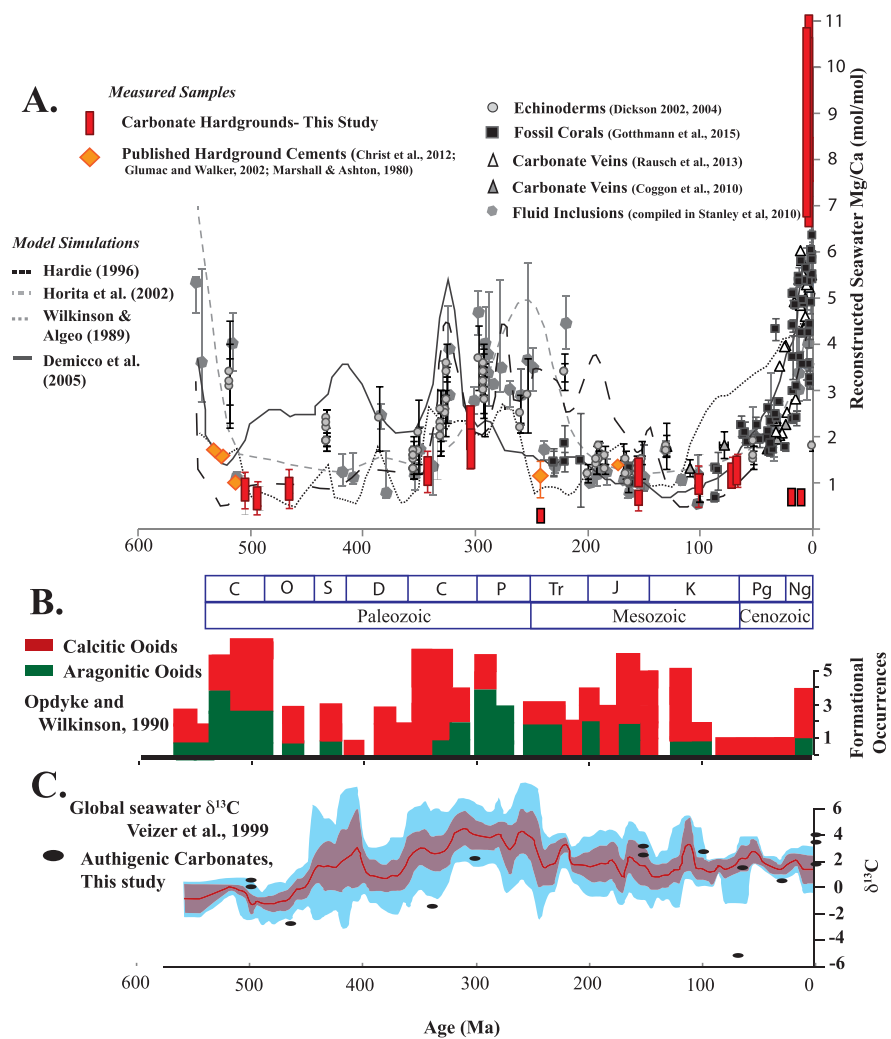 A.
Measured Samples
Carbonate Hardgrounds- This Study
Published Hardground Cements (Christ et al., 2012;
Glumac and Walker, 2002; Marshall & Ashton, 1980)
Echinoderms (Dickson 2002, 2004)
Fossil Corals (Gotthmann et al., 2015)
Carbonate Veins (Rausch et al., 2013)
Carbonate Veins (Coggon et al., 2010)
Fluid Inclusions (compiled in Stanley et al, 2010)
Model Simulations
Hardie (1996)
Horita et al. (2002)
Wilkinson &
Algeo (1989)
Demicco et al.
(2005)
11
10
9
8
7
6
5
4
3
2
1
Reconstructed Seawater Mg/Ca (mol/mol)
600 500 400 300 200 100 0
B.
C O S D C P Tr J K Pg Ng
Paleozoic Mesozoic Cenozoic
Calcitic Ooids
Aragonitic Ooids
Opdyke and
Wilkinson, 1990
5
3
1
Formational
Occurrences
C.
Global seawater δ¹³C
Veizer et al., 1999
Authigenic Carbonates,
This study
6
4
2
0
-2
-4
-6
δ¹³C
600 500 400 300 200 100 0
Age (Ma)